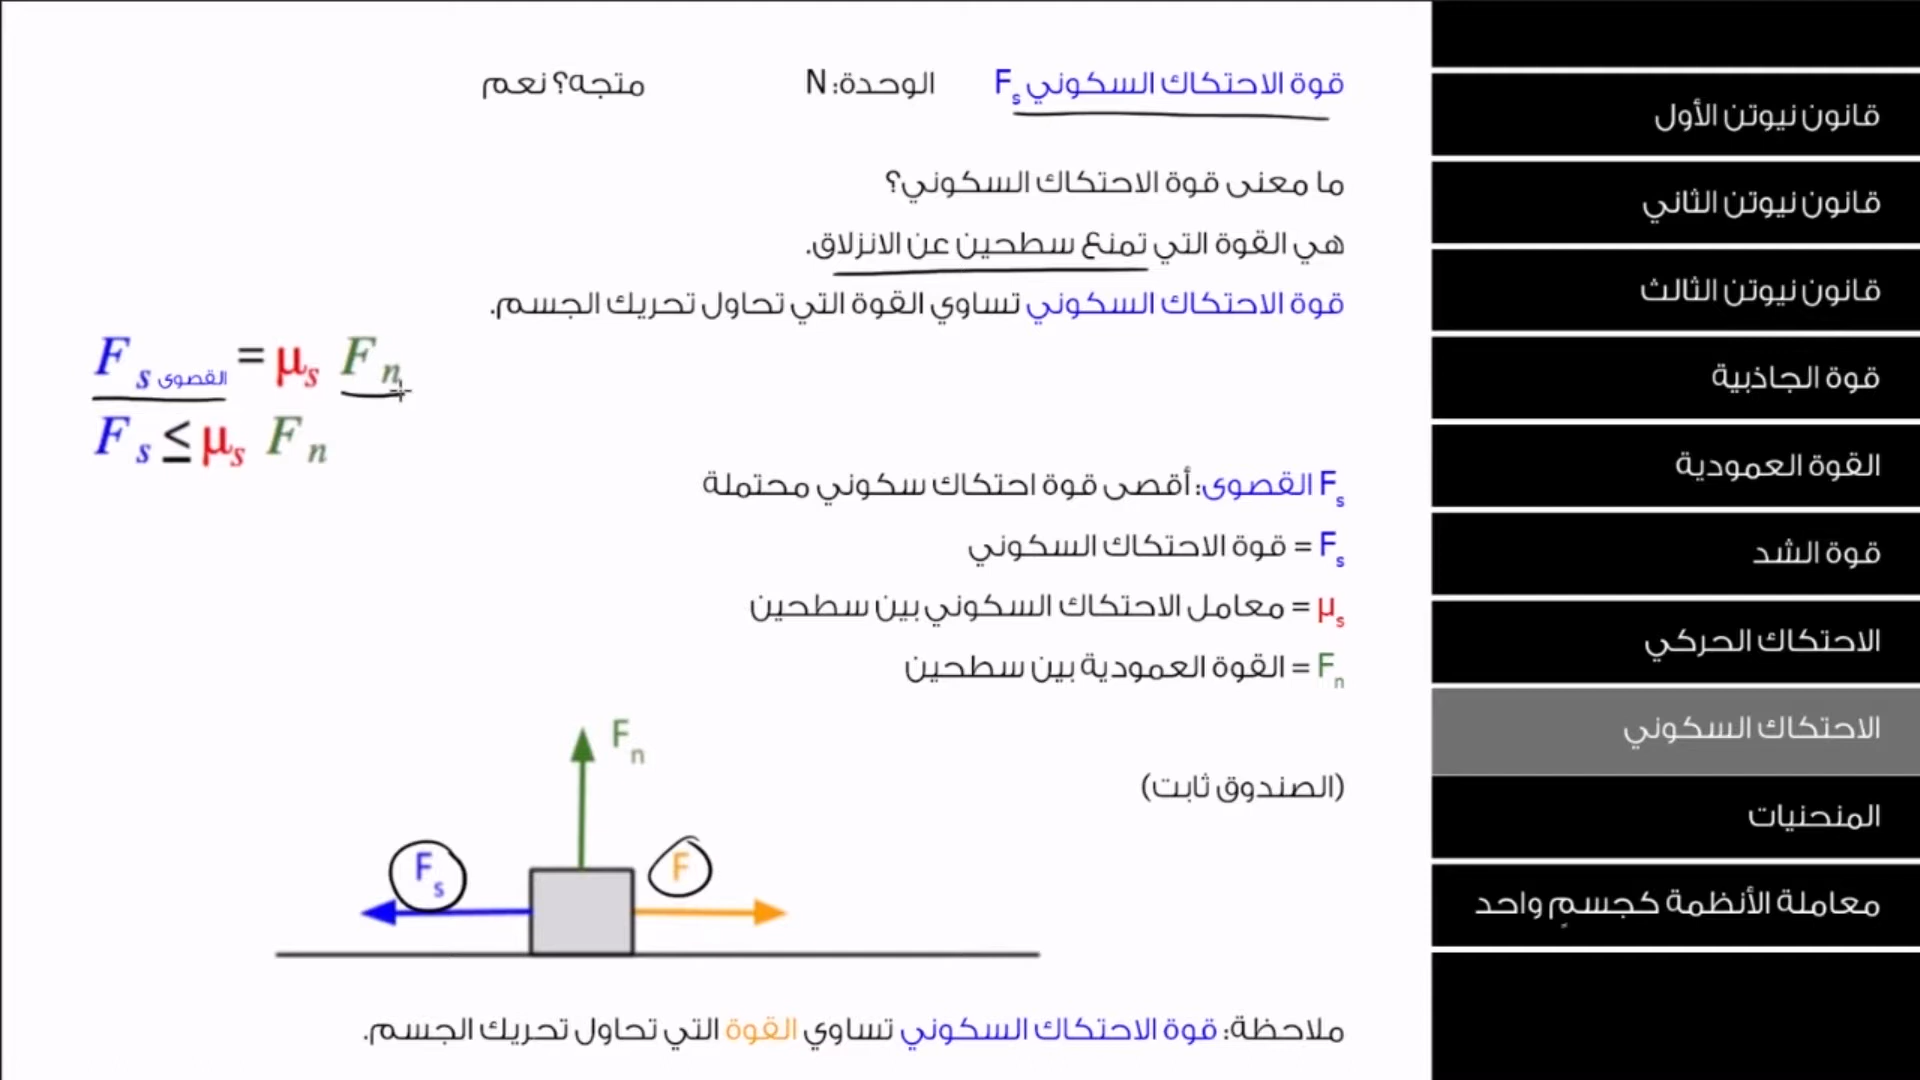 قوة الاحتكاك السكوني Fs الوحدة: N متجه؟ نعم
ما معنى قوة الاحتكاك السكوني؟
هي القوة التي تمنع سطحين عن الانزلاق.
قوة الاحتكاك السكوني تساوي القوة التي تحاول تحريك الجسم.
F s القصوى = μs F n
F s ≤ μs F n
Fs القصوى: أقصى قوة احتكاك سكوني محتملة
Fs = قوة الاحتكاك السكوني
μs = معامل الاحتكاك السكوني بين سطحين
Fn = القوة العمودية بين سطحين
(الصندوق ثابت)
Fn
Fs
F
ملاحظة: قوة الاحتكاك السكوني تساوي القوة التي تحاول تحريك الجسم.
قانون نيوتن الأول
قانون نيوتن الثاني
قانون نيوتن الثالث
قوة الجاذبية
القوة العمودية
قوة الشد
الاحتكاك الحركي
الاحتكاك السكوني
المنحنيات
معاملة الأنظمة كجسمٍ واحد